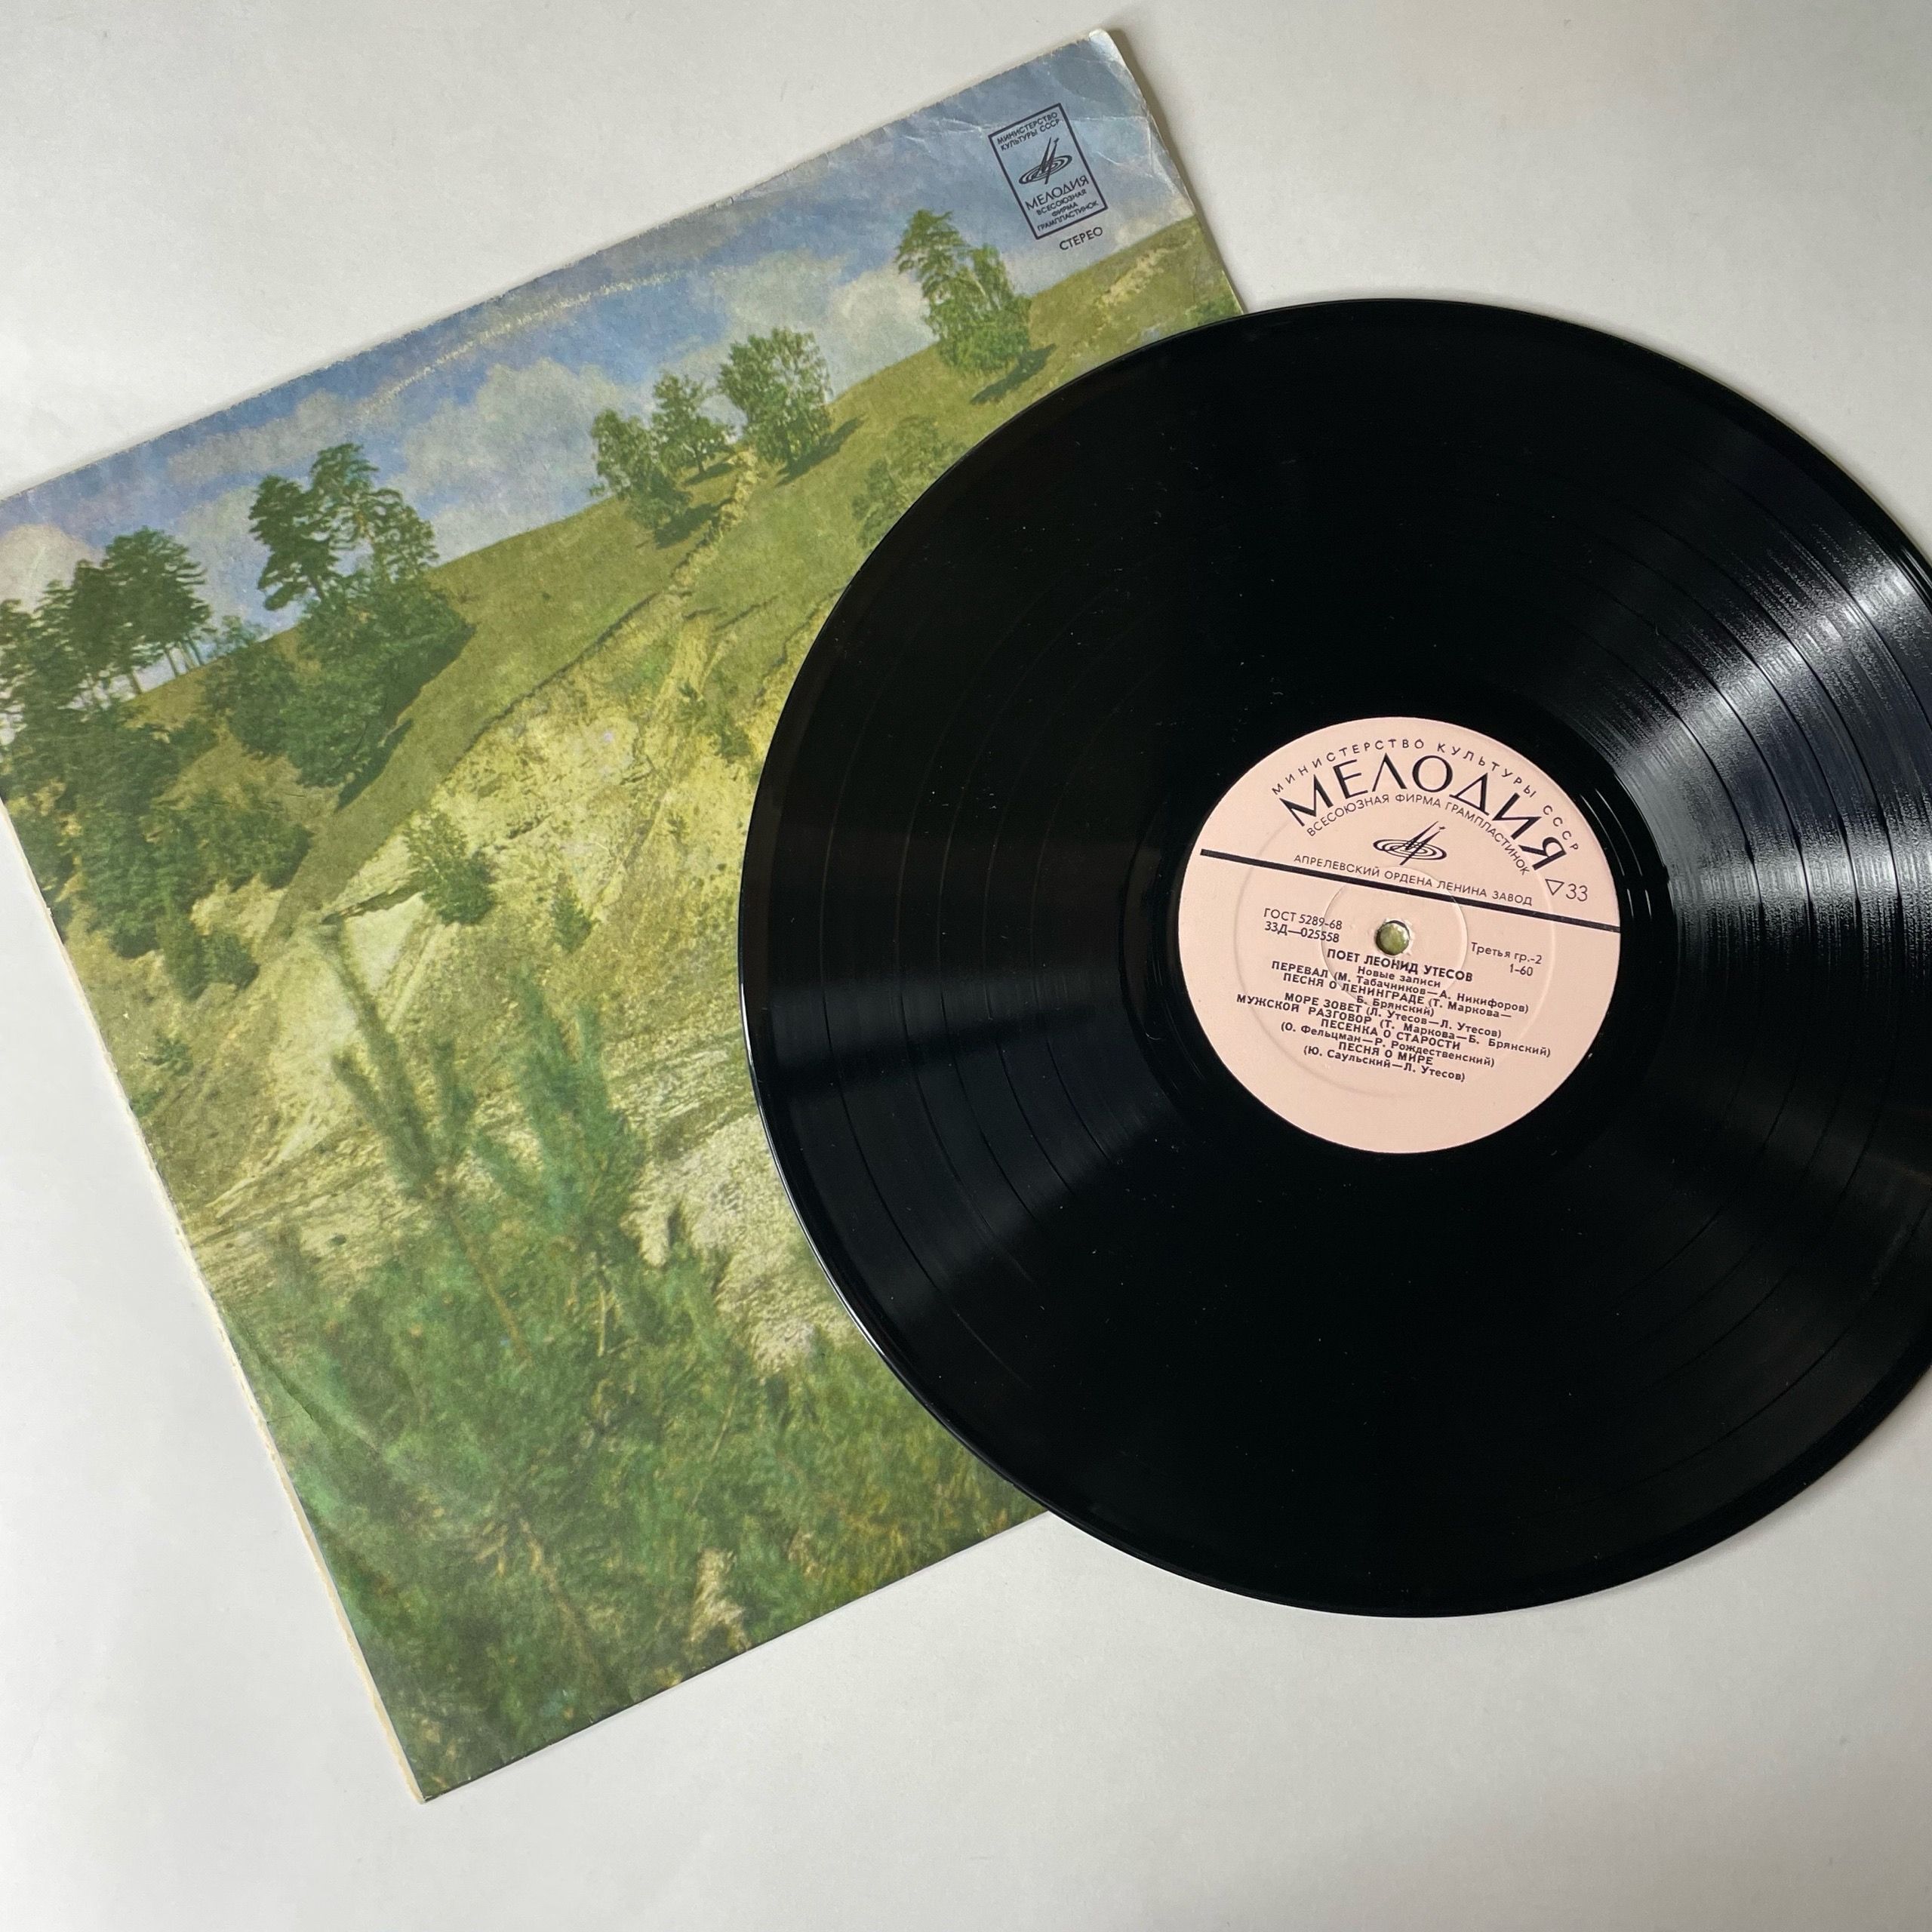 МИНИСТЕРСТВО
КУЛЬТУРЫ СССР
МЕЛОДИЯ
ВСЕСОЮЗНАЯ
ФИРМА
ГРАМПЛАСТИНОК
СТЕРЕО
МИНИСТЕРСТВО КУЛЬТУРЫ СССР
МЕЛОДИЯ
ВСЕСОЮЗНАЯ ФИРМА ГРАМПЛАСТИНОК
АПРЕЛЕВСКИЙ ОРДЕНА ЛЕНИНА ЗАВОД
33
ГОСТ 5289-68
33Д—025558
Третья гр.-2
1-60
ПОЕТ ЛЕОНИД УТЕСОВ
Новые записи
ПЕРЕВАЛ (М. Табачников—А. Никифоров)
ПЕСНЯ О ЛЕНИНГРАДЕ (Т. Маркова—
Б. Брянский)
МОРЕ ЗОВЕТ (Л. Утесов—Л. Утесов)
МУЖСКОЙ РАЗГОВОР (Т. Маркова—Б. Брянский)
ПЕСЕНКА О СТАРОСТИ
(О. Фельцман—Р. Рождественский)
ПЕСНЯ О МИРЕ
(Ю. Саульский—Л. Утесов)